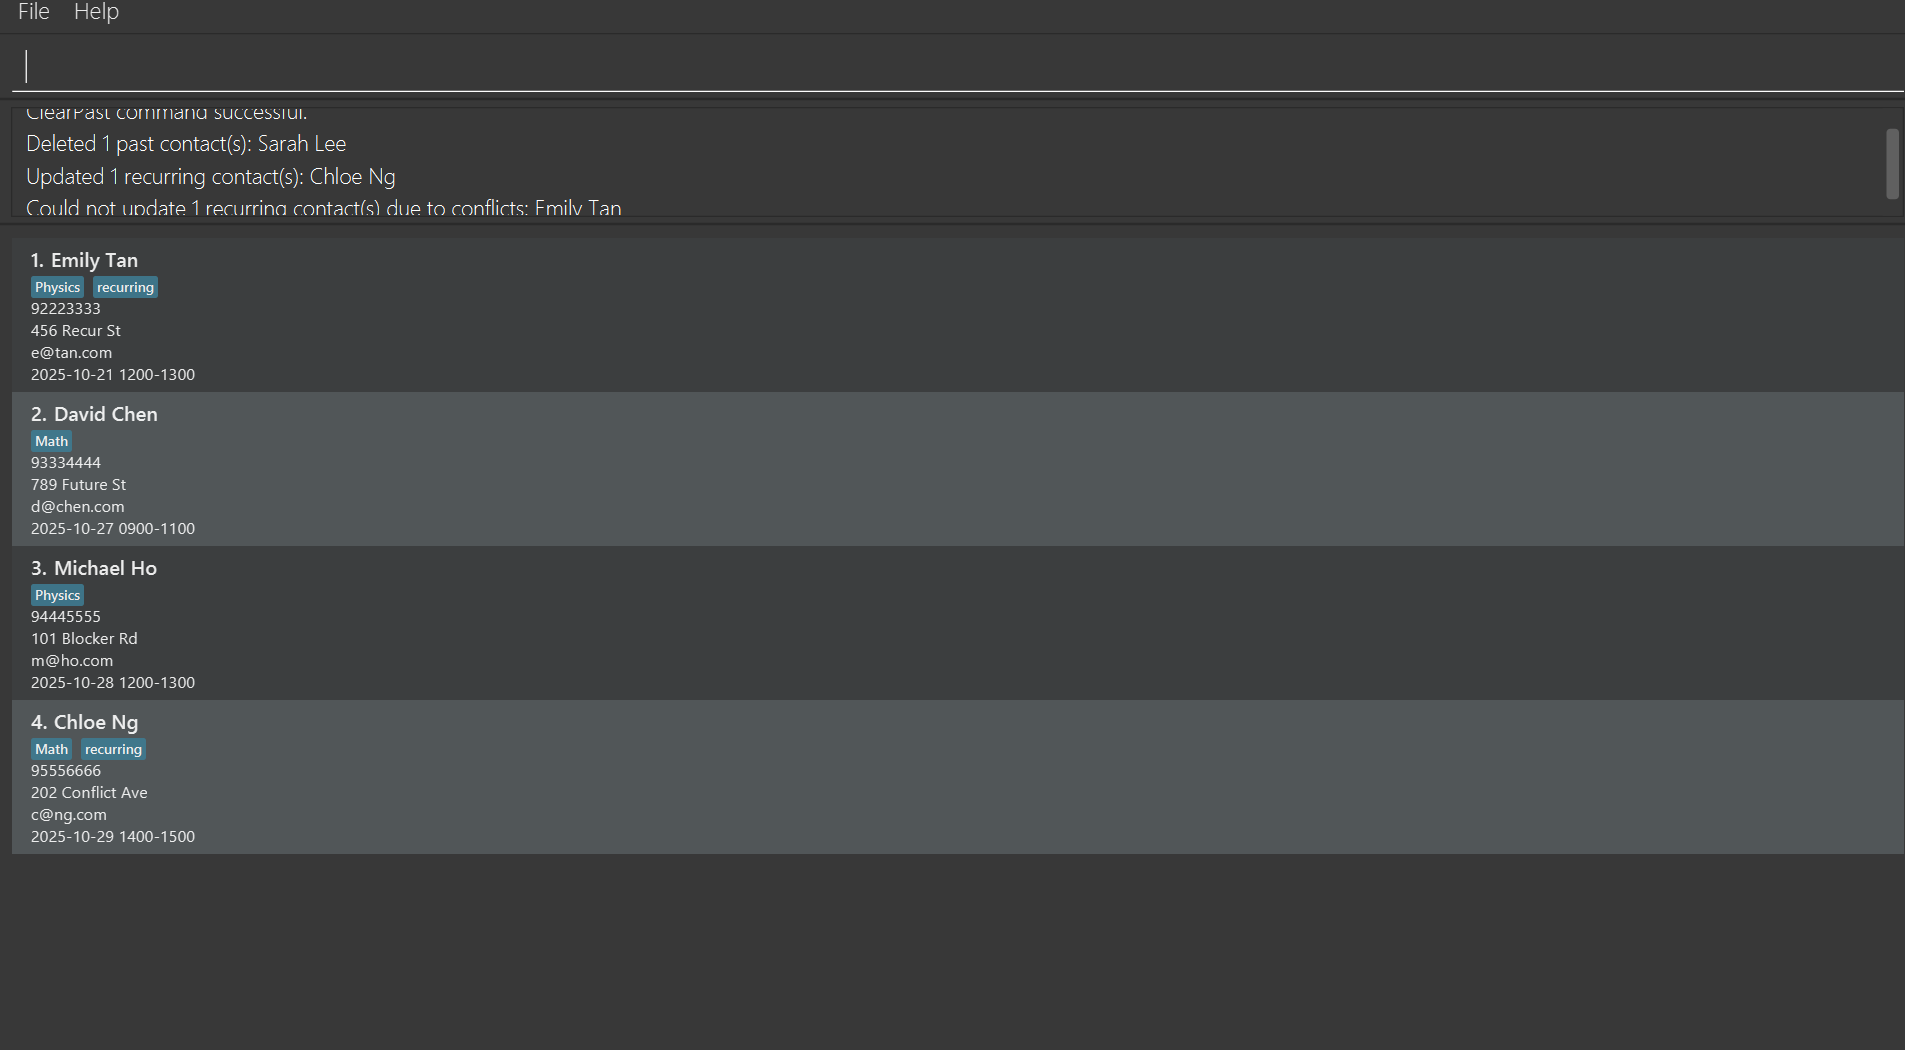 File Help
ClearPast command successful.
Deleted 1 past contact(s): Sarah Lee
Updated 1 recurring contact(s): Chloe Ng
Could not update 1 recurring contact(s) due to conflicts: Emily Tan
1. Emily Tan
Physics recurring
92223333
456 Recur St
e@tan.com
2025-10-21 1200-1300
2. David Chen
Math
93334444
789 Future St
d@chen.com
2025-10-27 0900-1100
3. Michael Ho
Physics
94445555
101 Blocker Rd
m@ho.com
2025-10-28 1200-1300
4. Chloe Ng
Math recurring
95556666
202 Conflict Ave
c@ng.com
2025-10-29 1400-1500